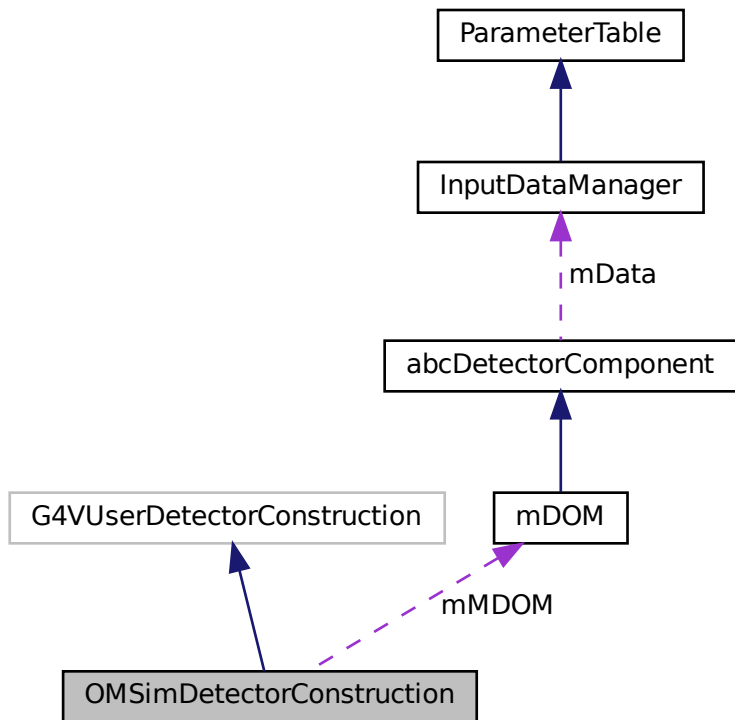 ParameterTable
InputDataManager
mData
abcDetectorComponent
G4VUserDetectorConstruction
mDOM
mMDOM
OMSimDetectorConstruction